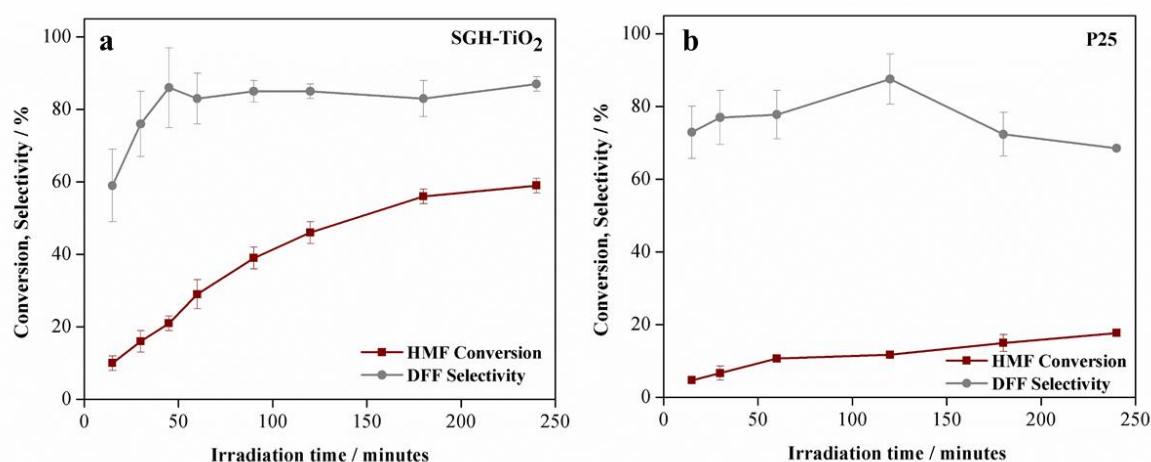 a
SGH-TiO2
Conversion, Selectivity / %
100
80
60
40
20
0
HMF Conversion
DFF Selectivity
0 50 100 150 200 250
Irradiation time / minutes
b
P25
Conversion, Selectivity / %
100
80
60
40
20
0
HMF Conversion
DFF Selectivity
0 50 100 150 200 250
Irradiation time / minutes